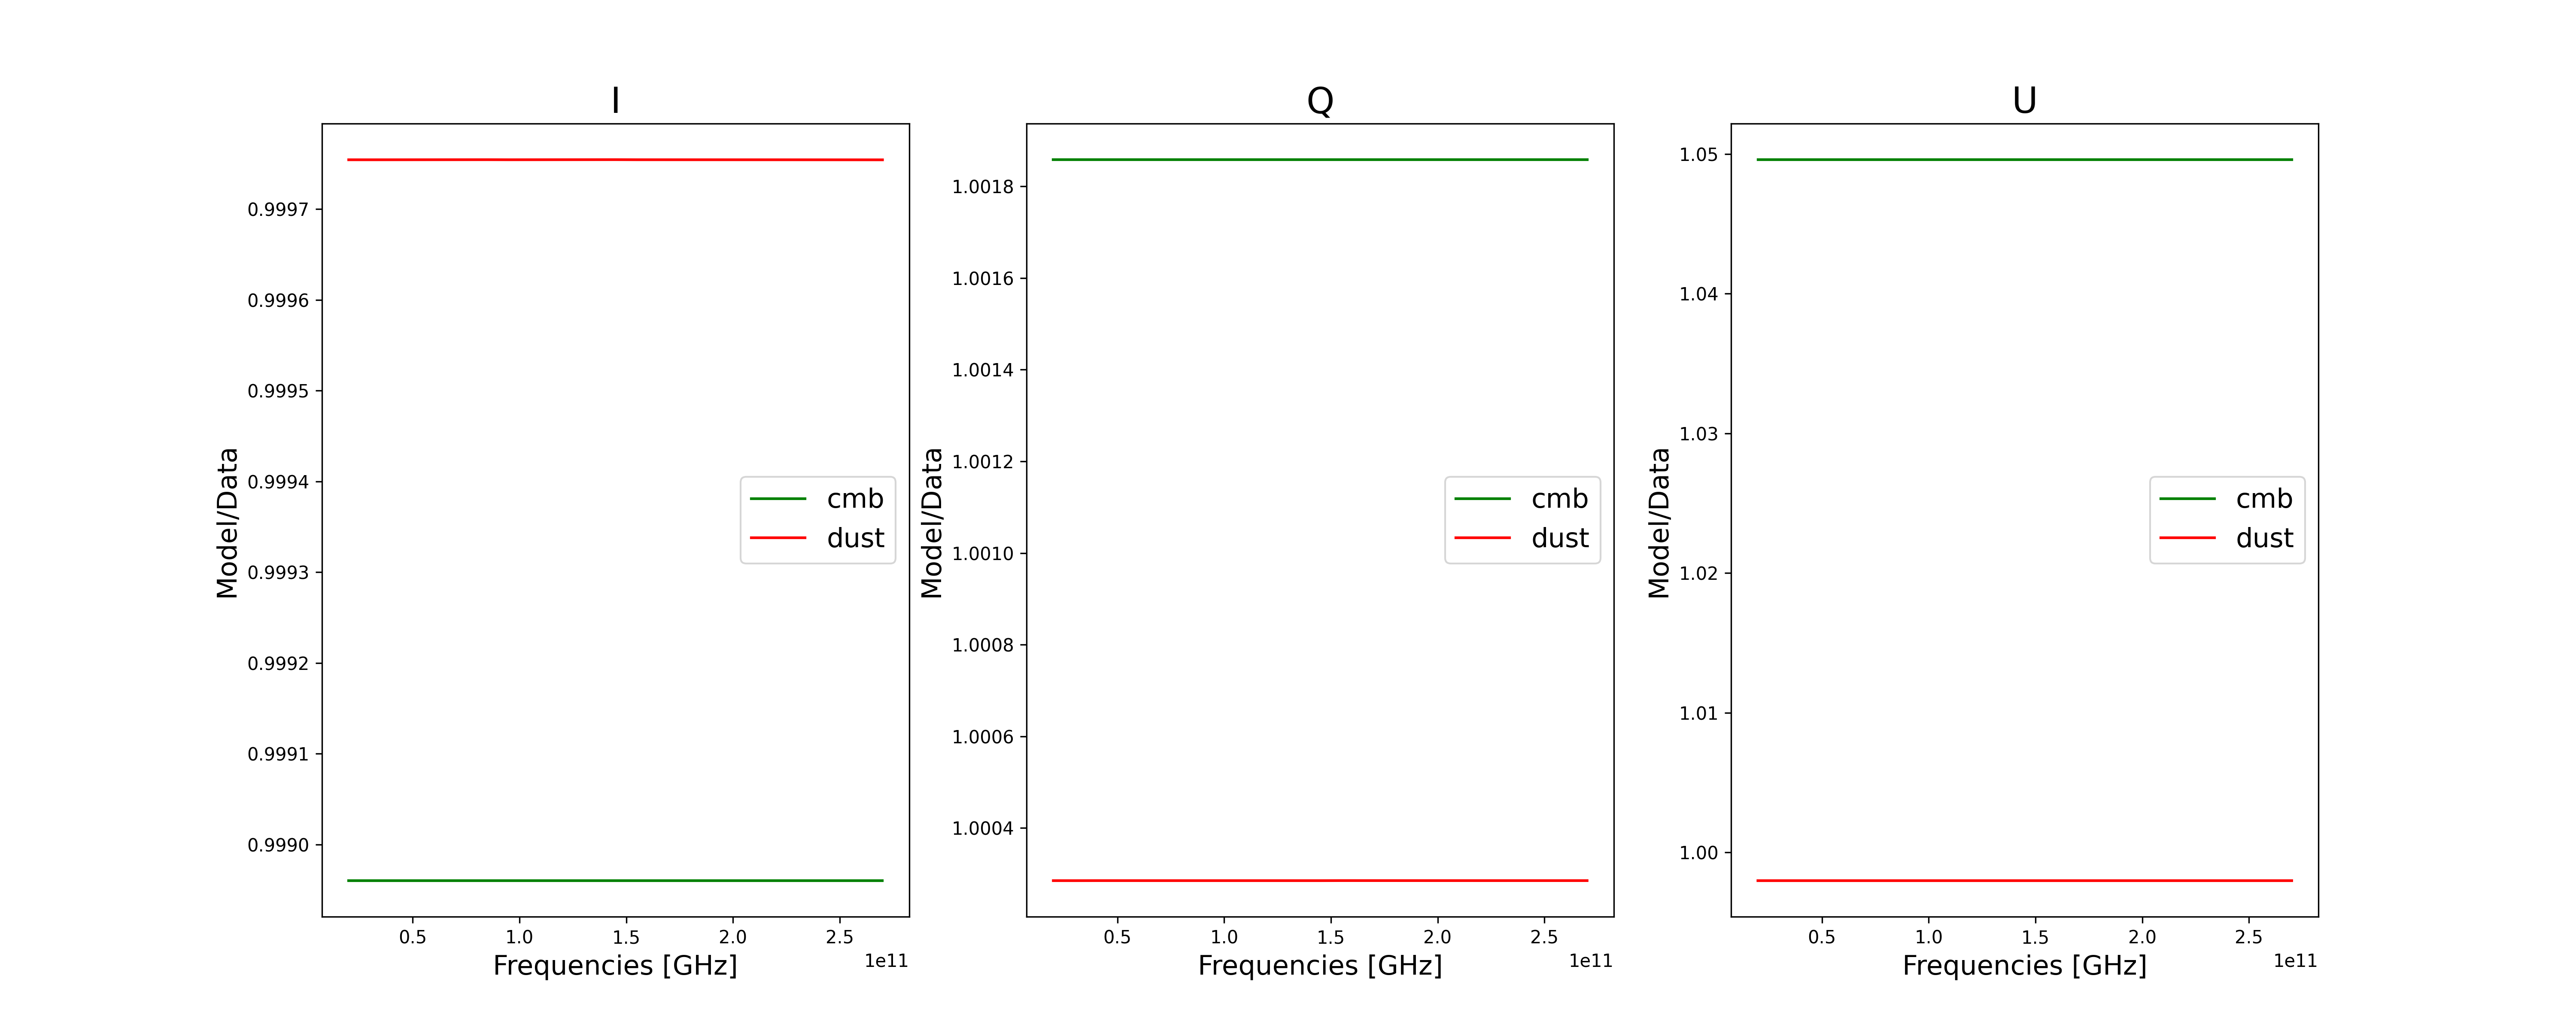 I
Model/Data
0.9997
0.9996
0.9995
0.9994
0.9993
0.9992
0.9991
0.9990
cmb
dust
0.5 1.0 1.5 2.0 2.5
1e11
Frequencies [GHz]
Q
Model/Data
1.0018
1.0016
1.0014
1.0012
1.0010
1.0008
1.0006
1.0004
cmb
dust
0.5 1.0 1.5 2.0 2.5
1e11
Frequencies [GHz]
U
Model/Data
1.05
1.04
1.03
1.02
1.01
1.00
cmb
dust
0.5 1.0 1.5 2.0 2.5
1e11
Frequencies [GHz]